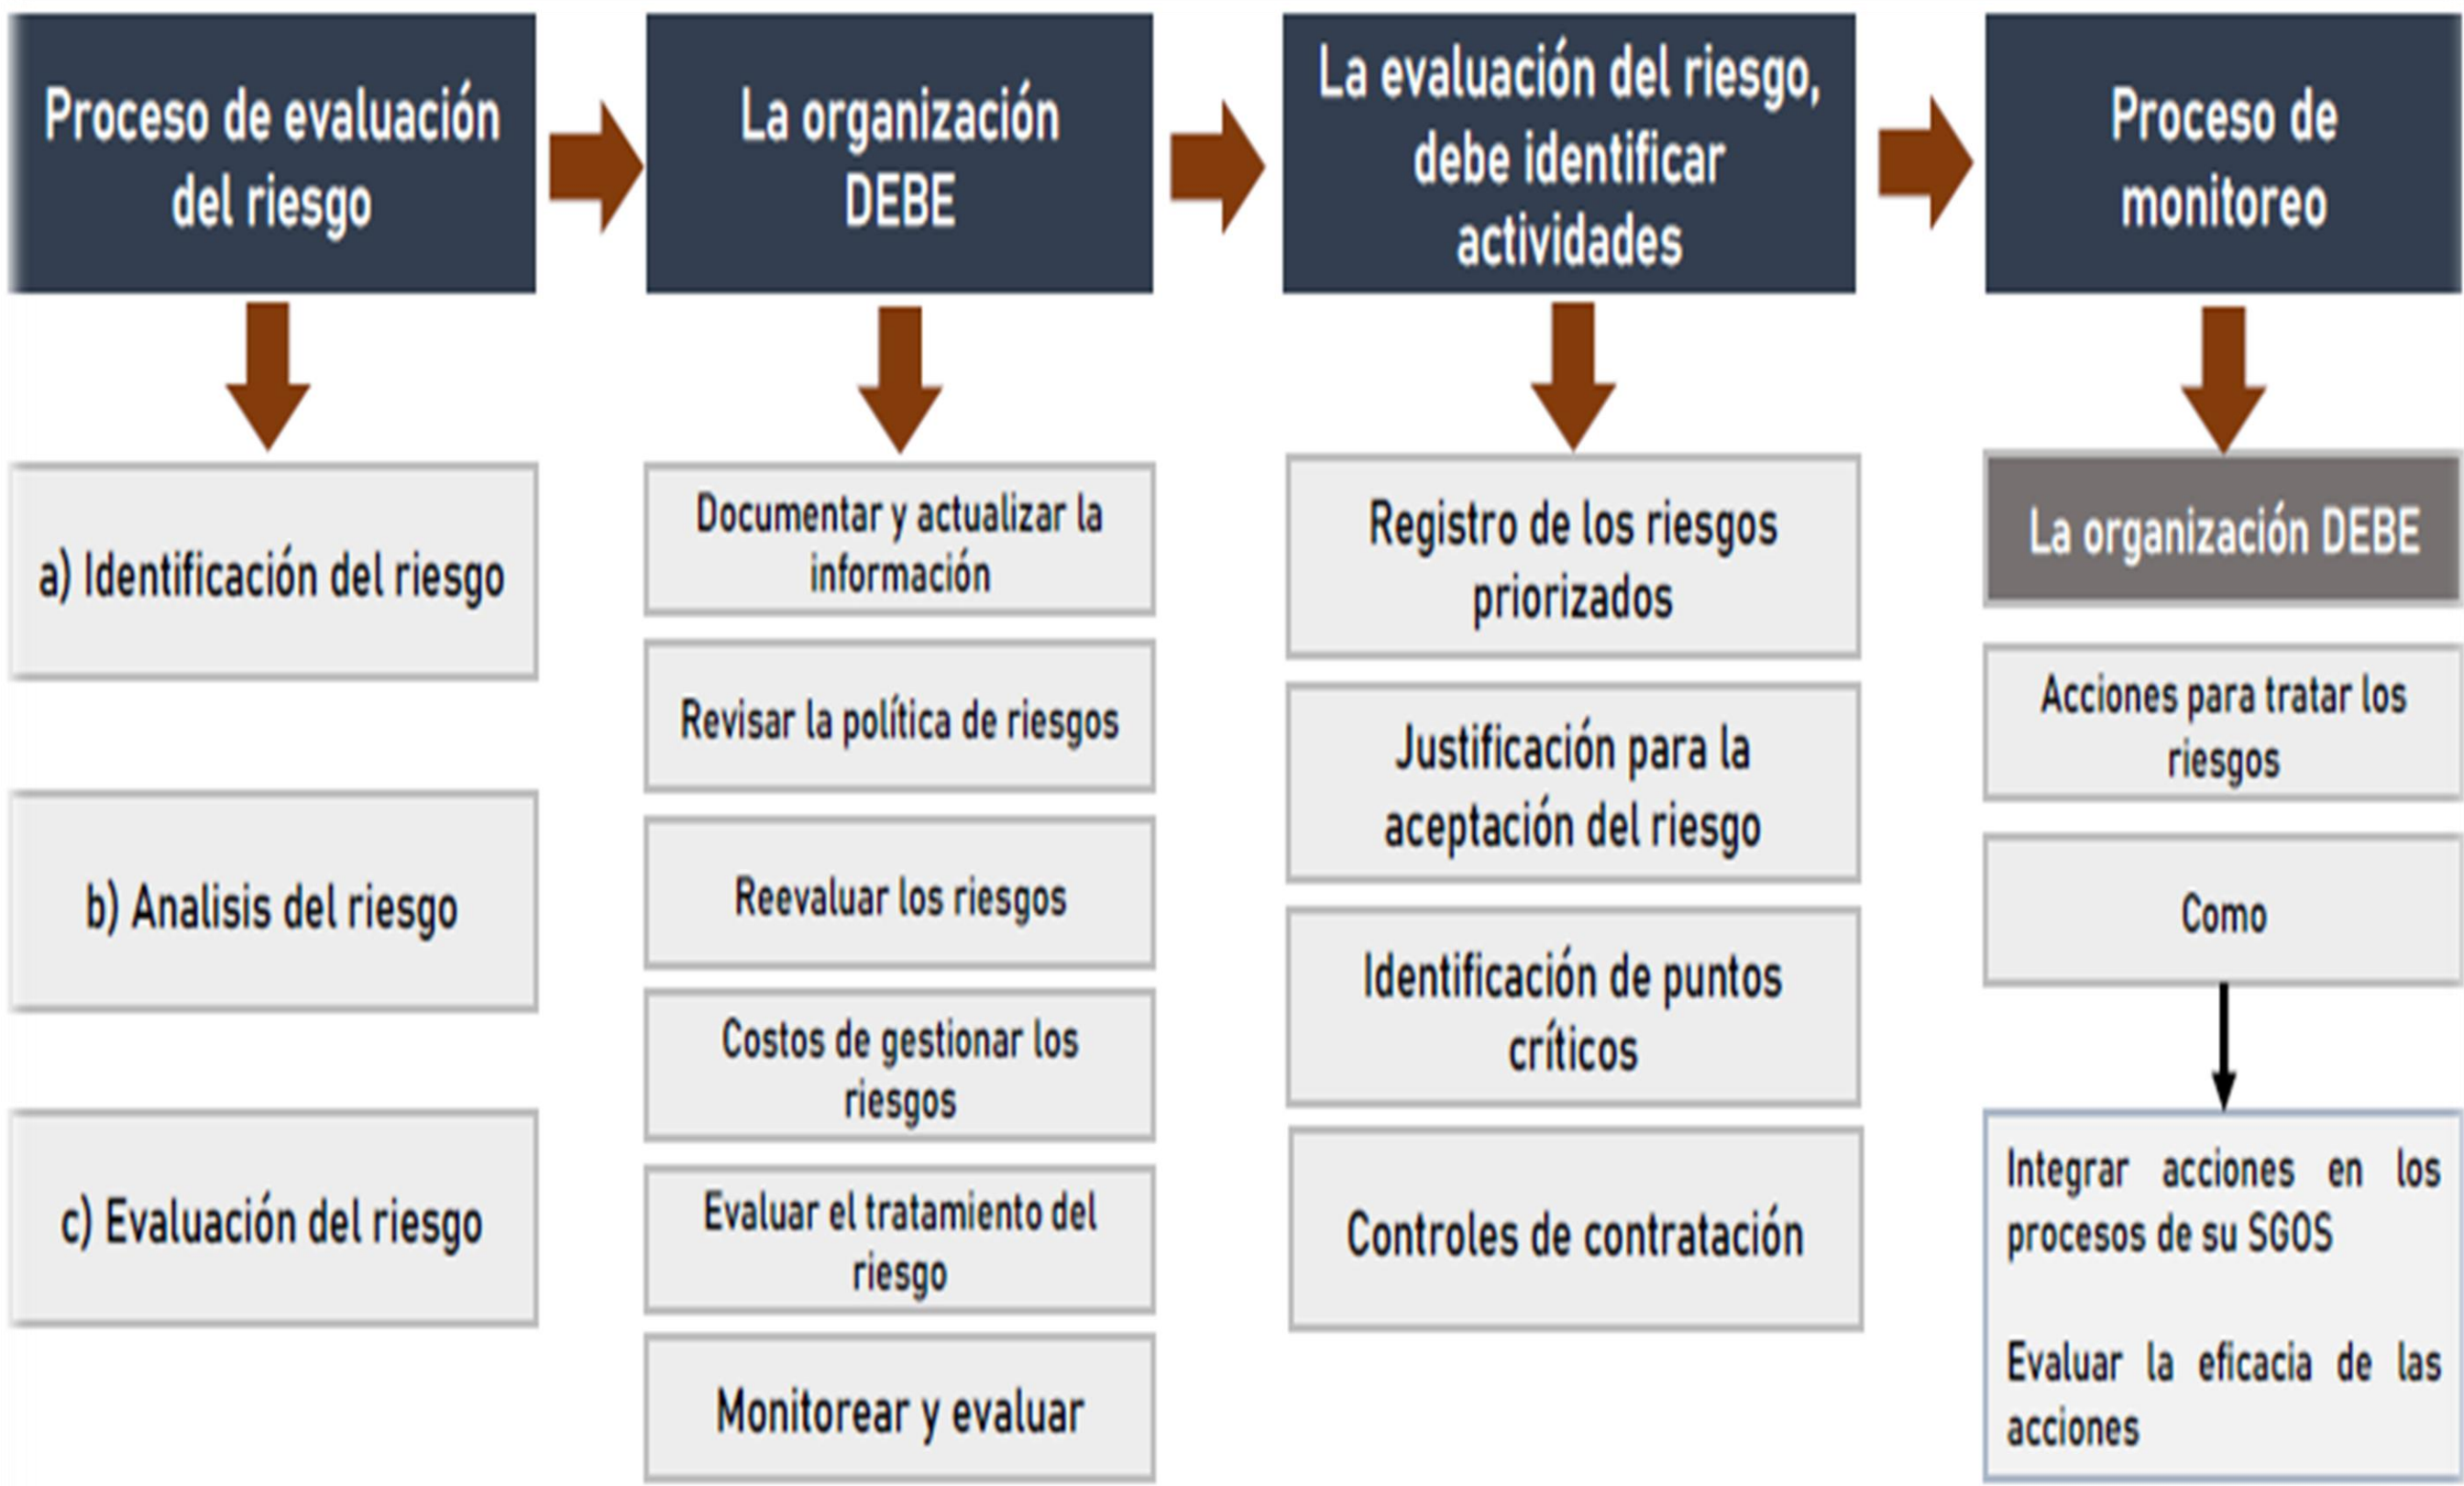 Proceso de evaluación
del riesgo
La organización
DEBE
La evaluación del riesgo,
debe identificar
actividades
Proceso de
monitoreo
a) Identificación del riesgo
b) Analisis del riesgo
c) Evaluación del riesgo
Documentar y actualizar la
información
Revisar la política de riesgos
Reevaluar los riesgos
Costos de gestionar los
riesgos
Evaluar el tratamiento del
riesgo
Monitorear y evaluar
Registro de los riesgos
priorizados
Justificación para la
aceptación del riesgo
Identificación de puntos
críticos
Controles de contratación
La organización DEBE
Acciones para tratar los
riesgos
Como
Integrar acciones en los
procesos de su SGOS
Evaluar la eficacia de las
acciones